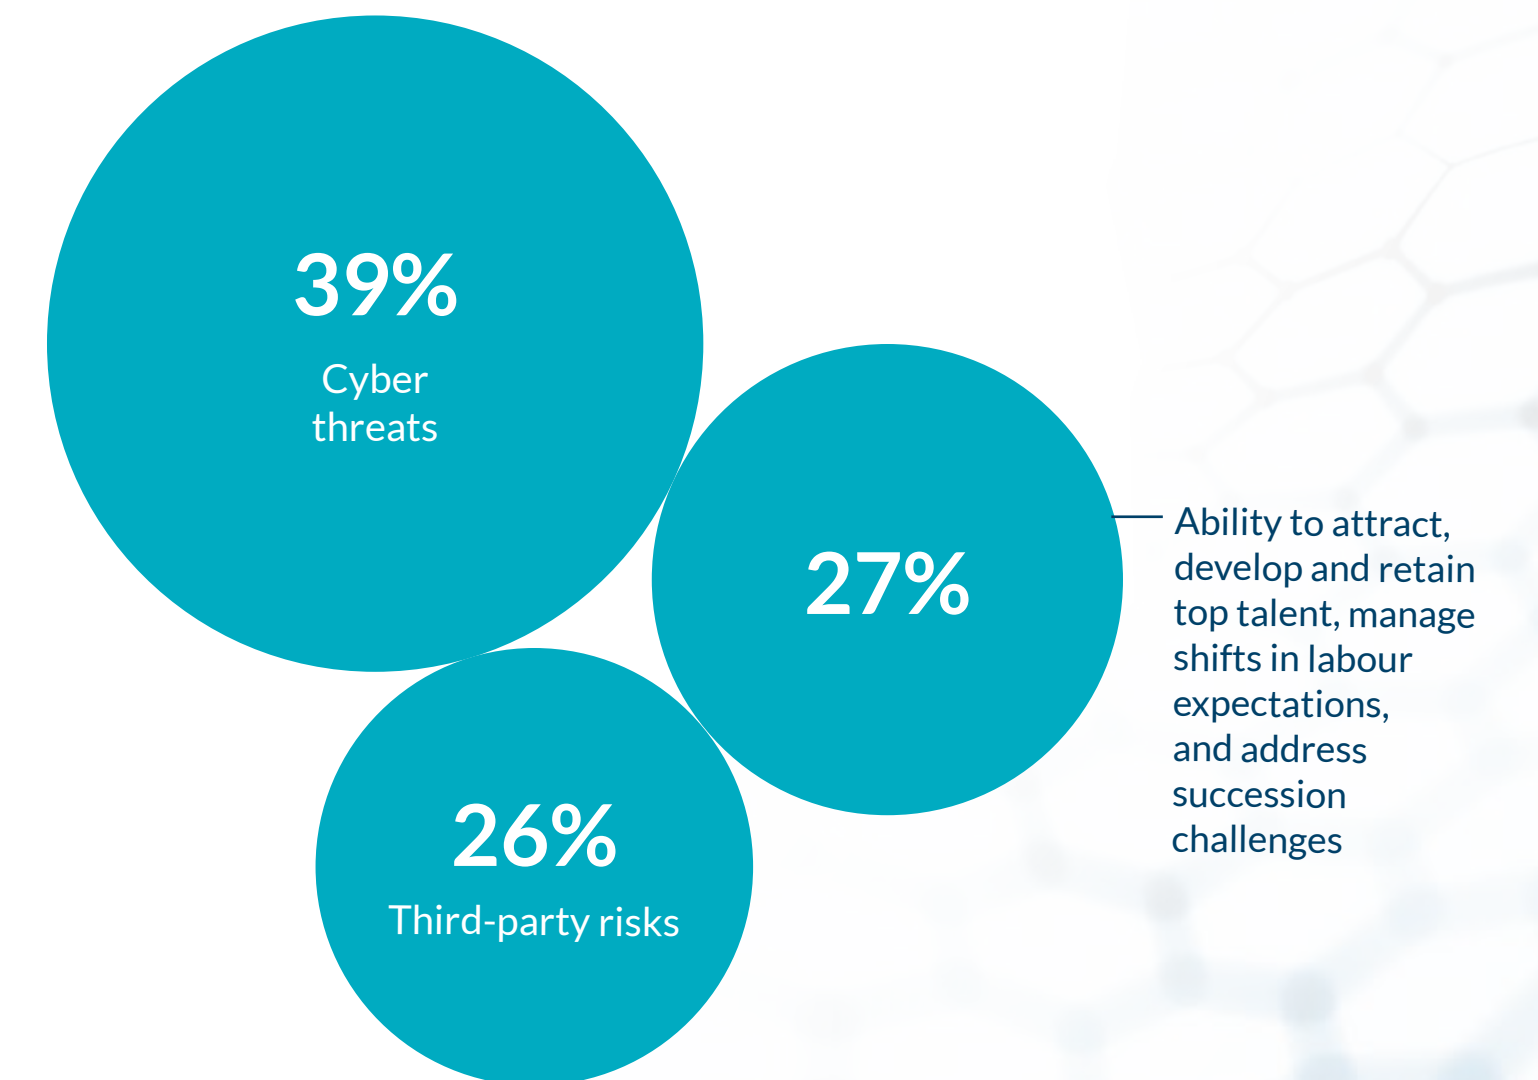 39%
Cyber
threats
27%
Ability to attract,
develop and retain
top talent, manage
shifts in labour
expectations,
and address
succession
challenges
26%
Third-party risks